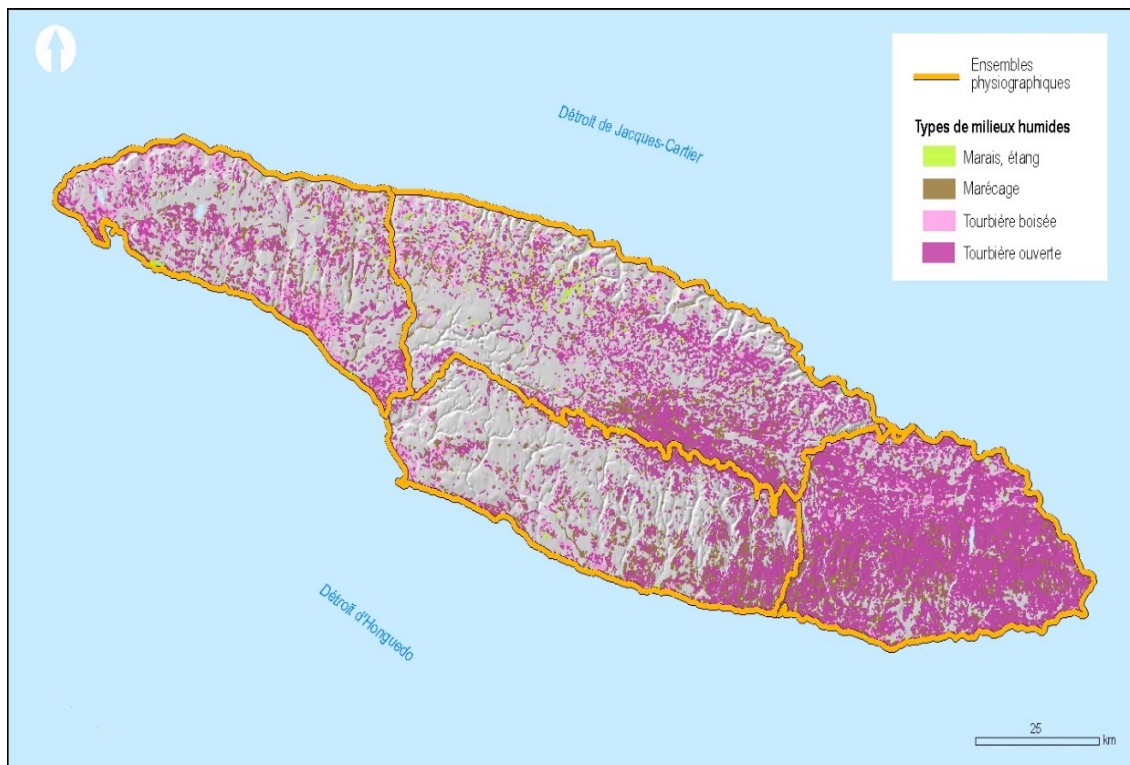 Ensembles
physiographiques
Types de milieux humides
Marais, étang
Marécage
Tourbière boisée
Tourbière ouverte
Détroit de Jacques-Cartier
Détroit d'Honguedo
25
km